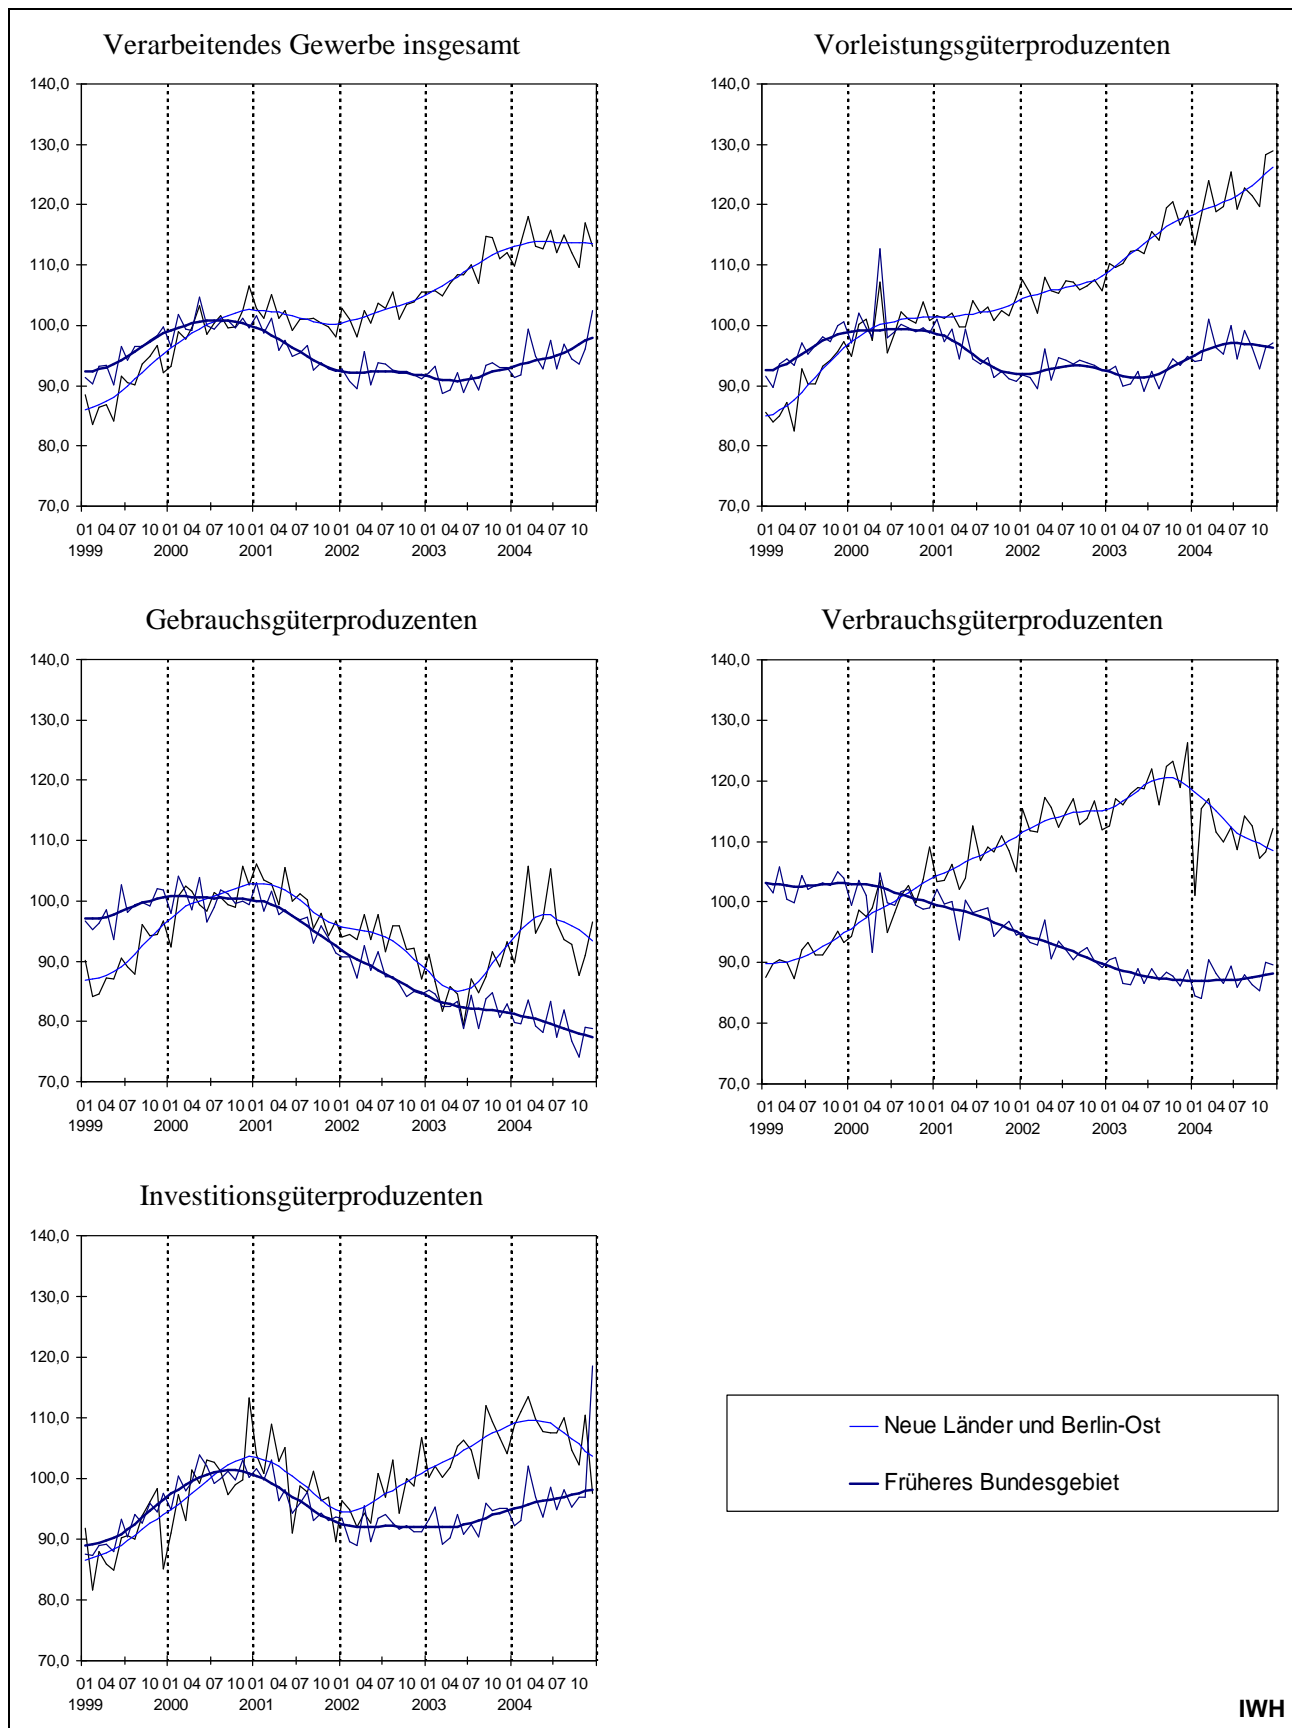 Verarbeitendes Gewerbe insgesamt
140,0
130,0
120,0
110,0
100,0
90,0
80,0
70,0
01 04 07 10 01 04 07 10 01 04 07 10 01 04 07 10 01 04 07 10 01 04 07 10
1999 2000 2001 2002 2003 2004
Vorleistungsgüterproduzenten
140,0
130,0
120,0
110,0
100,0
90,0
80,0
70,0
01 04 07 10 01 04 07 10 01 04 07 10 01 04 07 10 01 04 07 10 01 04 07 10
1999 2000 2001 2002 2003 2004
Gebrauchsgüterproduzenten
140,0
130,0
120,0
110,0
100,0
90,0
80,0
70,0
01 04 07 10 01 04 07 10 01 04 07 10 01 04 07 10 01 04 07 10 01 04 07 10
1999 2000 2001 2002 2003 2004
Verbrauchsgüterproduzenten
140,0
130,0
120,0
110,0
100,0
90,0
80,0
70,0
01 04 07 10 01 04 07 10 01 04 07 10 01 04 07 10 01 04 07 10 01 04 07 10
1999 2000 2001 2002 2003 2004
Investitionsgüterproduzenten
140,0
130,0
120,0
110,0
100,0
90,0
80,0
70,0
01 04 07 10 01 04 07 10 01 04 07 10 01 04 07 10 01 04 07 10 01 04 07 10
1999 2000 2001 2002 2003 2004
Neue Länder und Berlin-Ost
Früheres Bundesgebiet
IWH